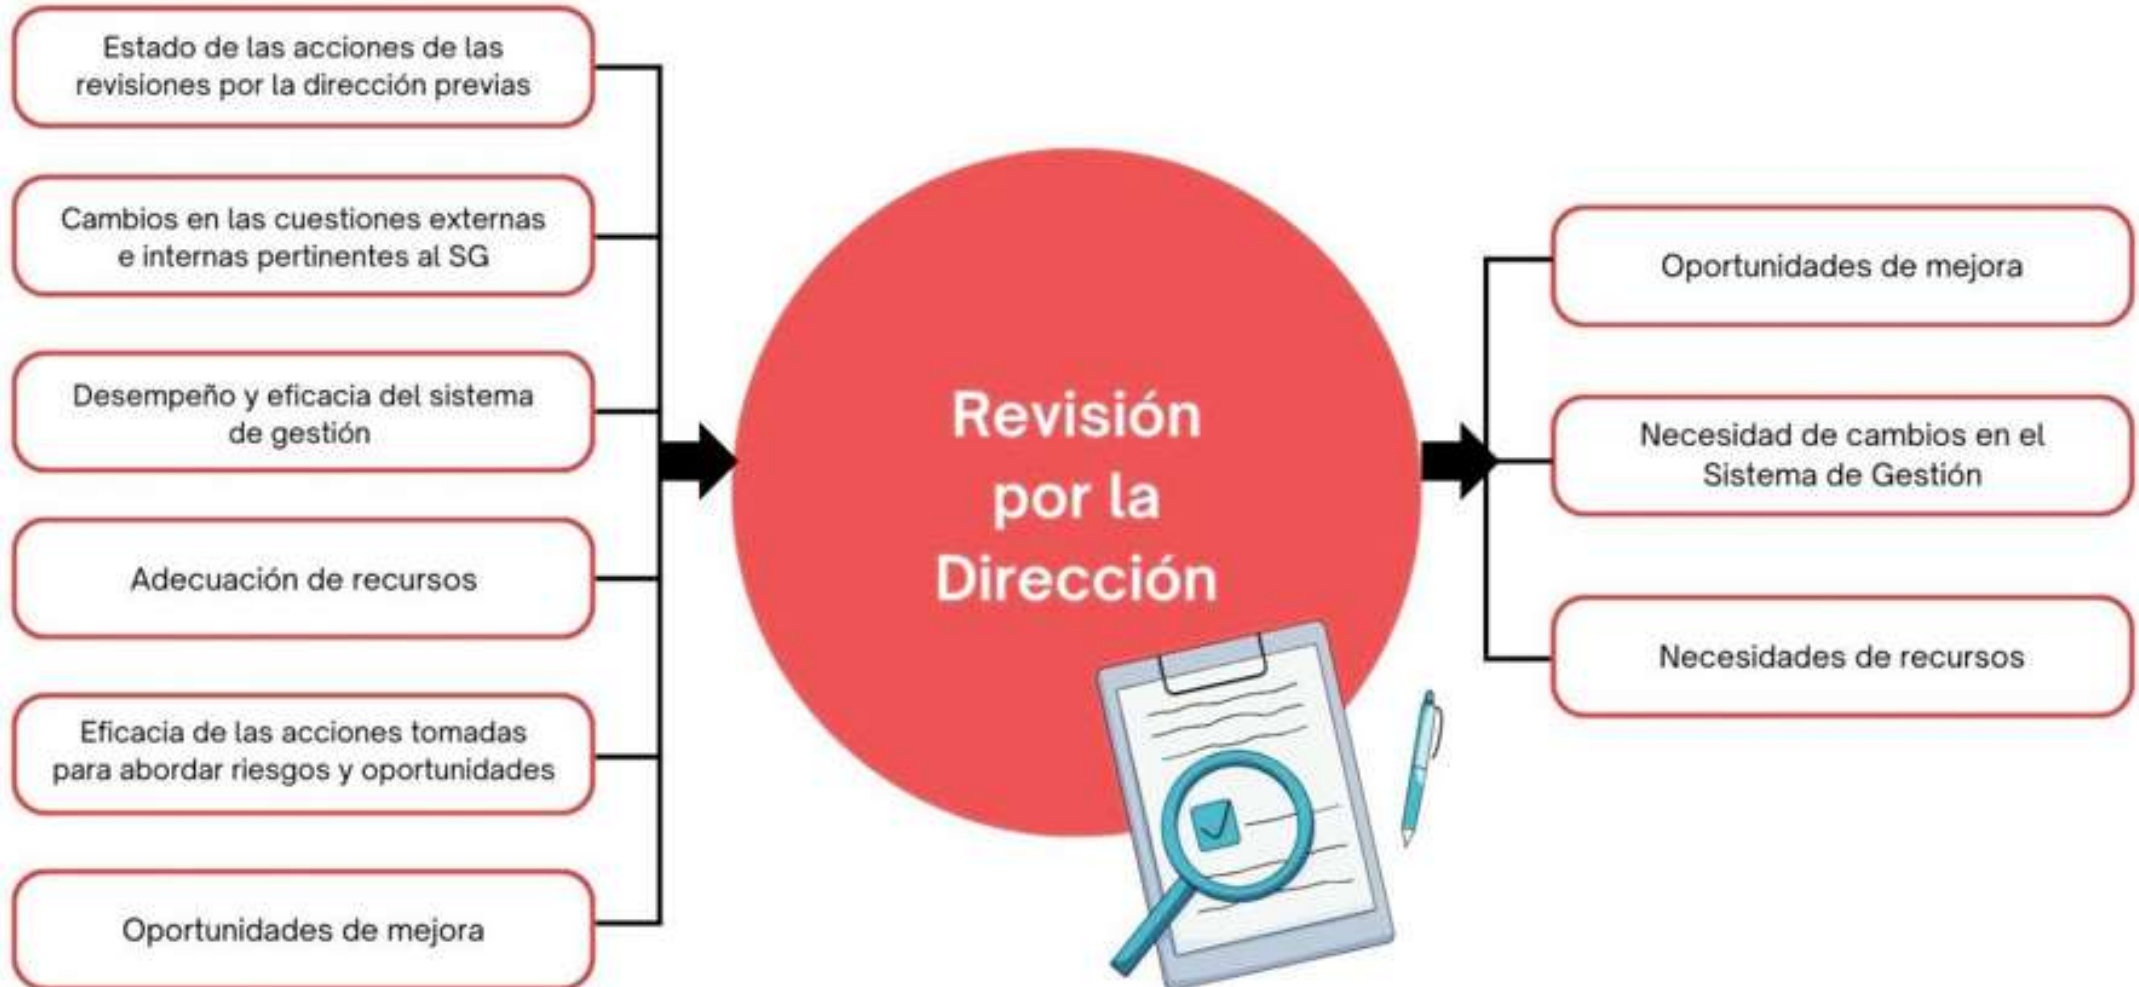 Estado de las acciones de las
revisiones por la dirección previas
Cambios en las cuestiones externas
e internas pertinentes al SG
Desempeño y eficacia del sistema
de gestión
Adecuación de recursos
Eficacia de las acciones tomadas
para abordar riesgos y oportunidades
Oportunidades de mejora
Revisión
por la
Dirección
Oportunidades de mejora
Necesidad de cambios en el
Sistema de Gestión
Necesidades de recursos